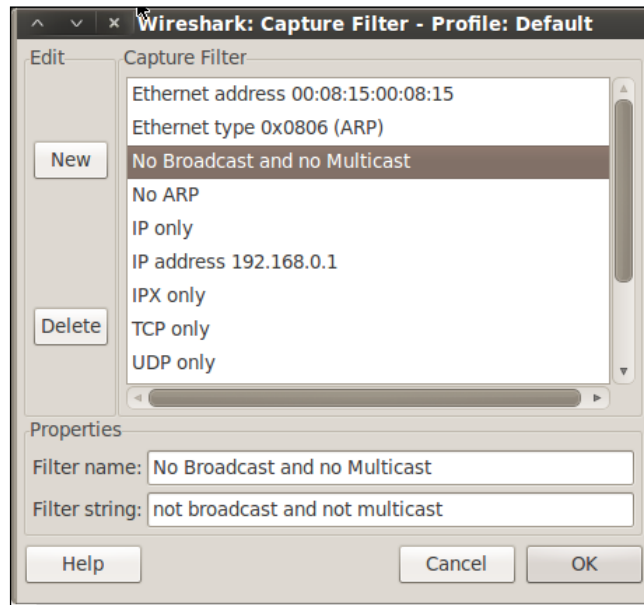 Wireshark: Capture Filter - Profile: Default
Edit
Capture Filter
Ethernet address 00:08:15:00:08:15
Ethernet type 0x0806 (ARP)
New
No Broadcast and no Multicast
No ARP
IP only
IP address 192.168.0.1
IPX only
Delete
TCP only
UDP only
Properties
Filter name: No Broadcast and no Multicast
Filter string: not broadcast and not multicast
Help
Cancel
OK